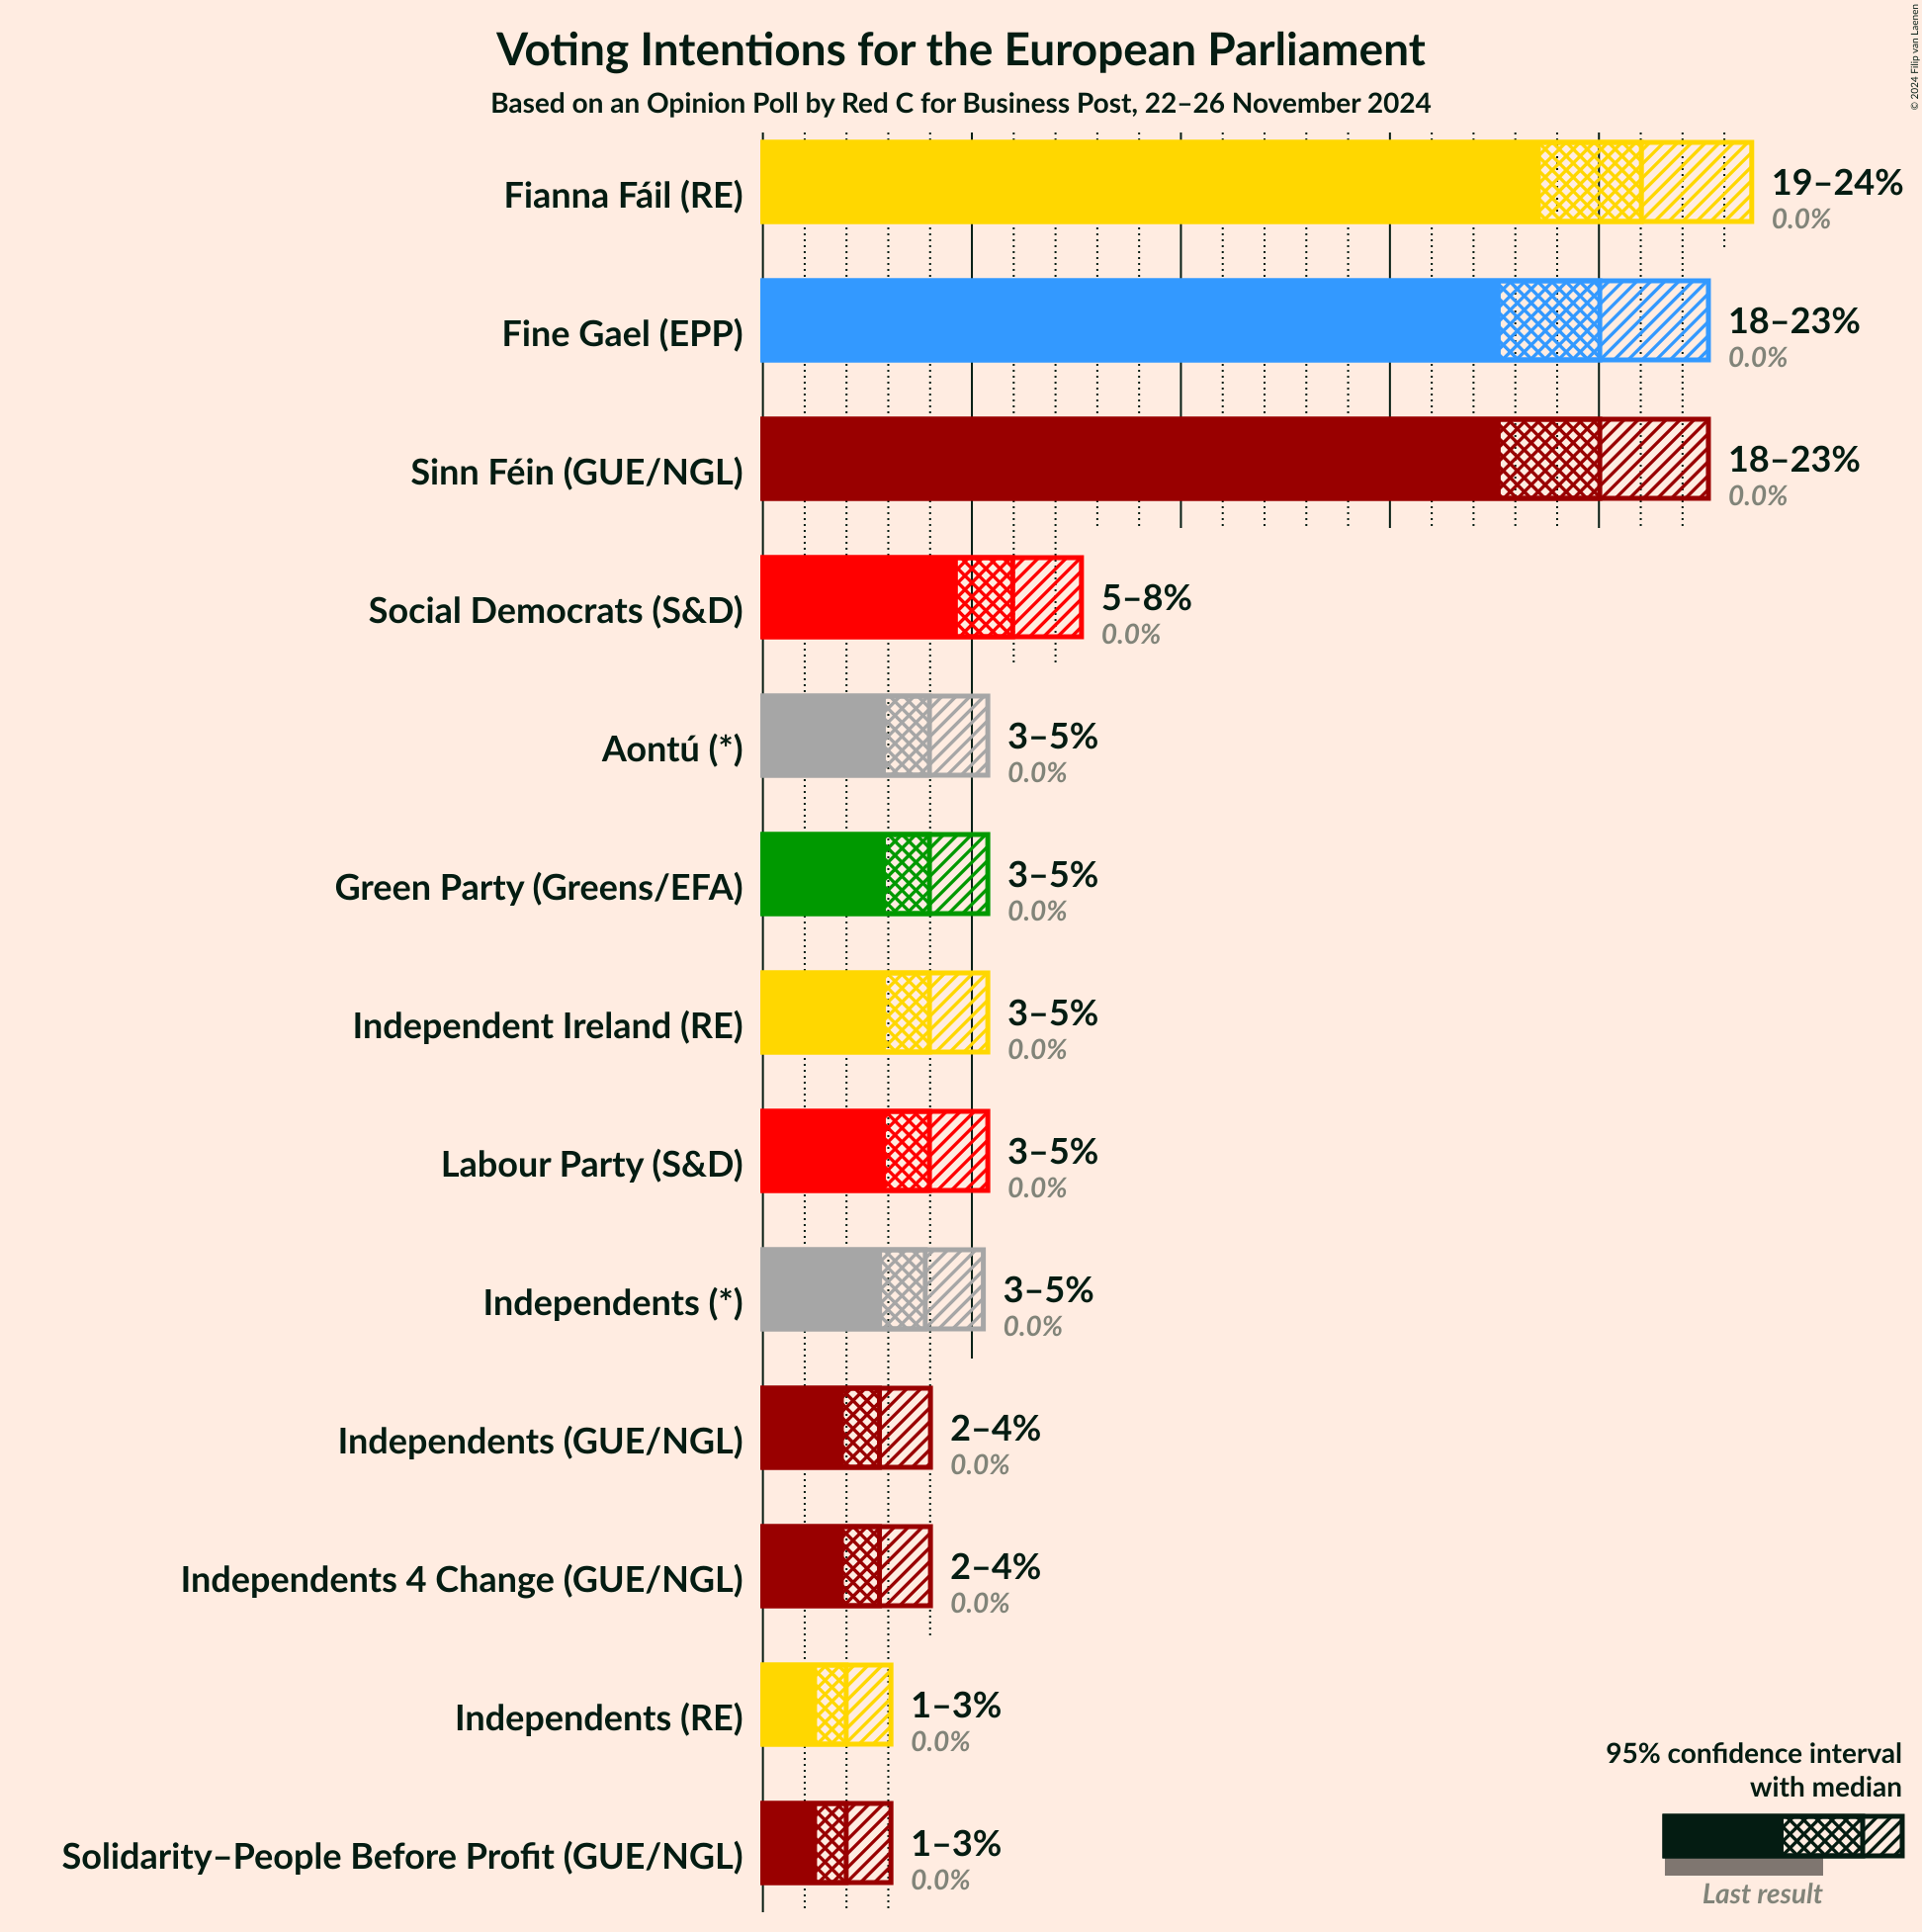 Voting Intentions for the European Parliament
Based on an Opinion Poll by Red C for Business Post, 22–26 November 2024
© 2024 Filip van Laenen
Fianna Fáil (RE)
19–24%
0.0%
Fine Gael (EPP)
18–23%
0.0%
Sinn Féin (GUE/NGL)
18–23%
0.0%
Social Democrats (S&D)
5–8%
0.0%
Aontú (*)
3–5%
0.0%
Green Party (Greens/EFA)
3–5%
0.0%
Independent Ireland (RE)
3–5%
0.0%
Labour Party (S&D)
3–5%
0.0%
Independents (*)
3–5%
0.0%
Independents (GUE/NGL)
2–4%
0.0%
Independents 4 Change (GUE/NGL)
2–4%
0.0%
Independents (RE)
1–3%
0.0%
Solidarity–People Before Profit (GUE/NGL)
1–3%
0.0%
95% confidence interval
with median
Last result